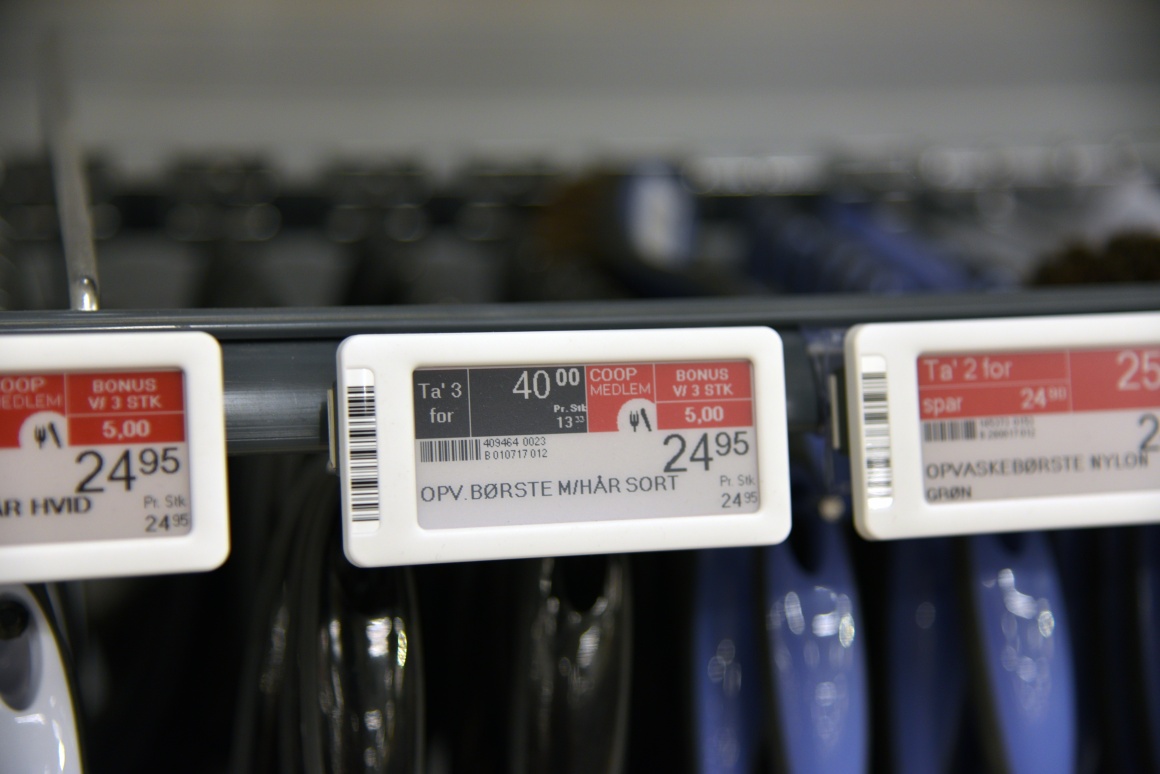 COOP
MEDLEM
BONUS
V/ 3 STK
5,00
24 95
AR HVID
Pr. Stk
24 95
Ta' 3
for
40 00
Pr. Stk
13 33
COOP
MEDLEM
BONUS
V/ 3 STK
5,00
409464 0023
B 010717 012
24 95
OPV. BØRSTE M/HÅR SORT
Pr. Stk
24 95
Ta' 2 for
25
spar
24 90
2
OPVASKEBØRSTE NYLON
GRØN